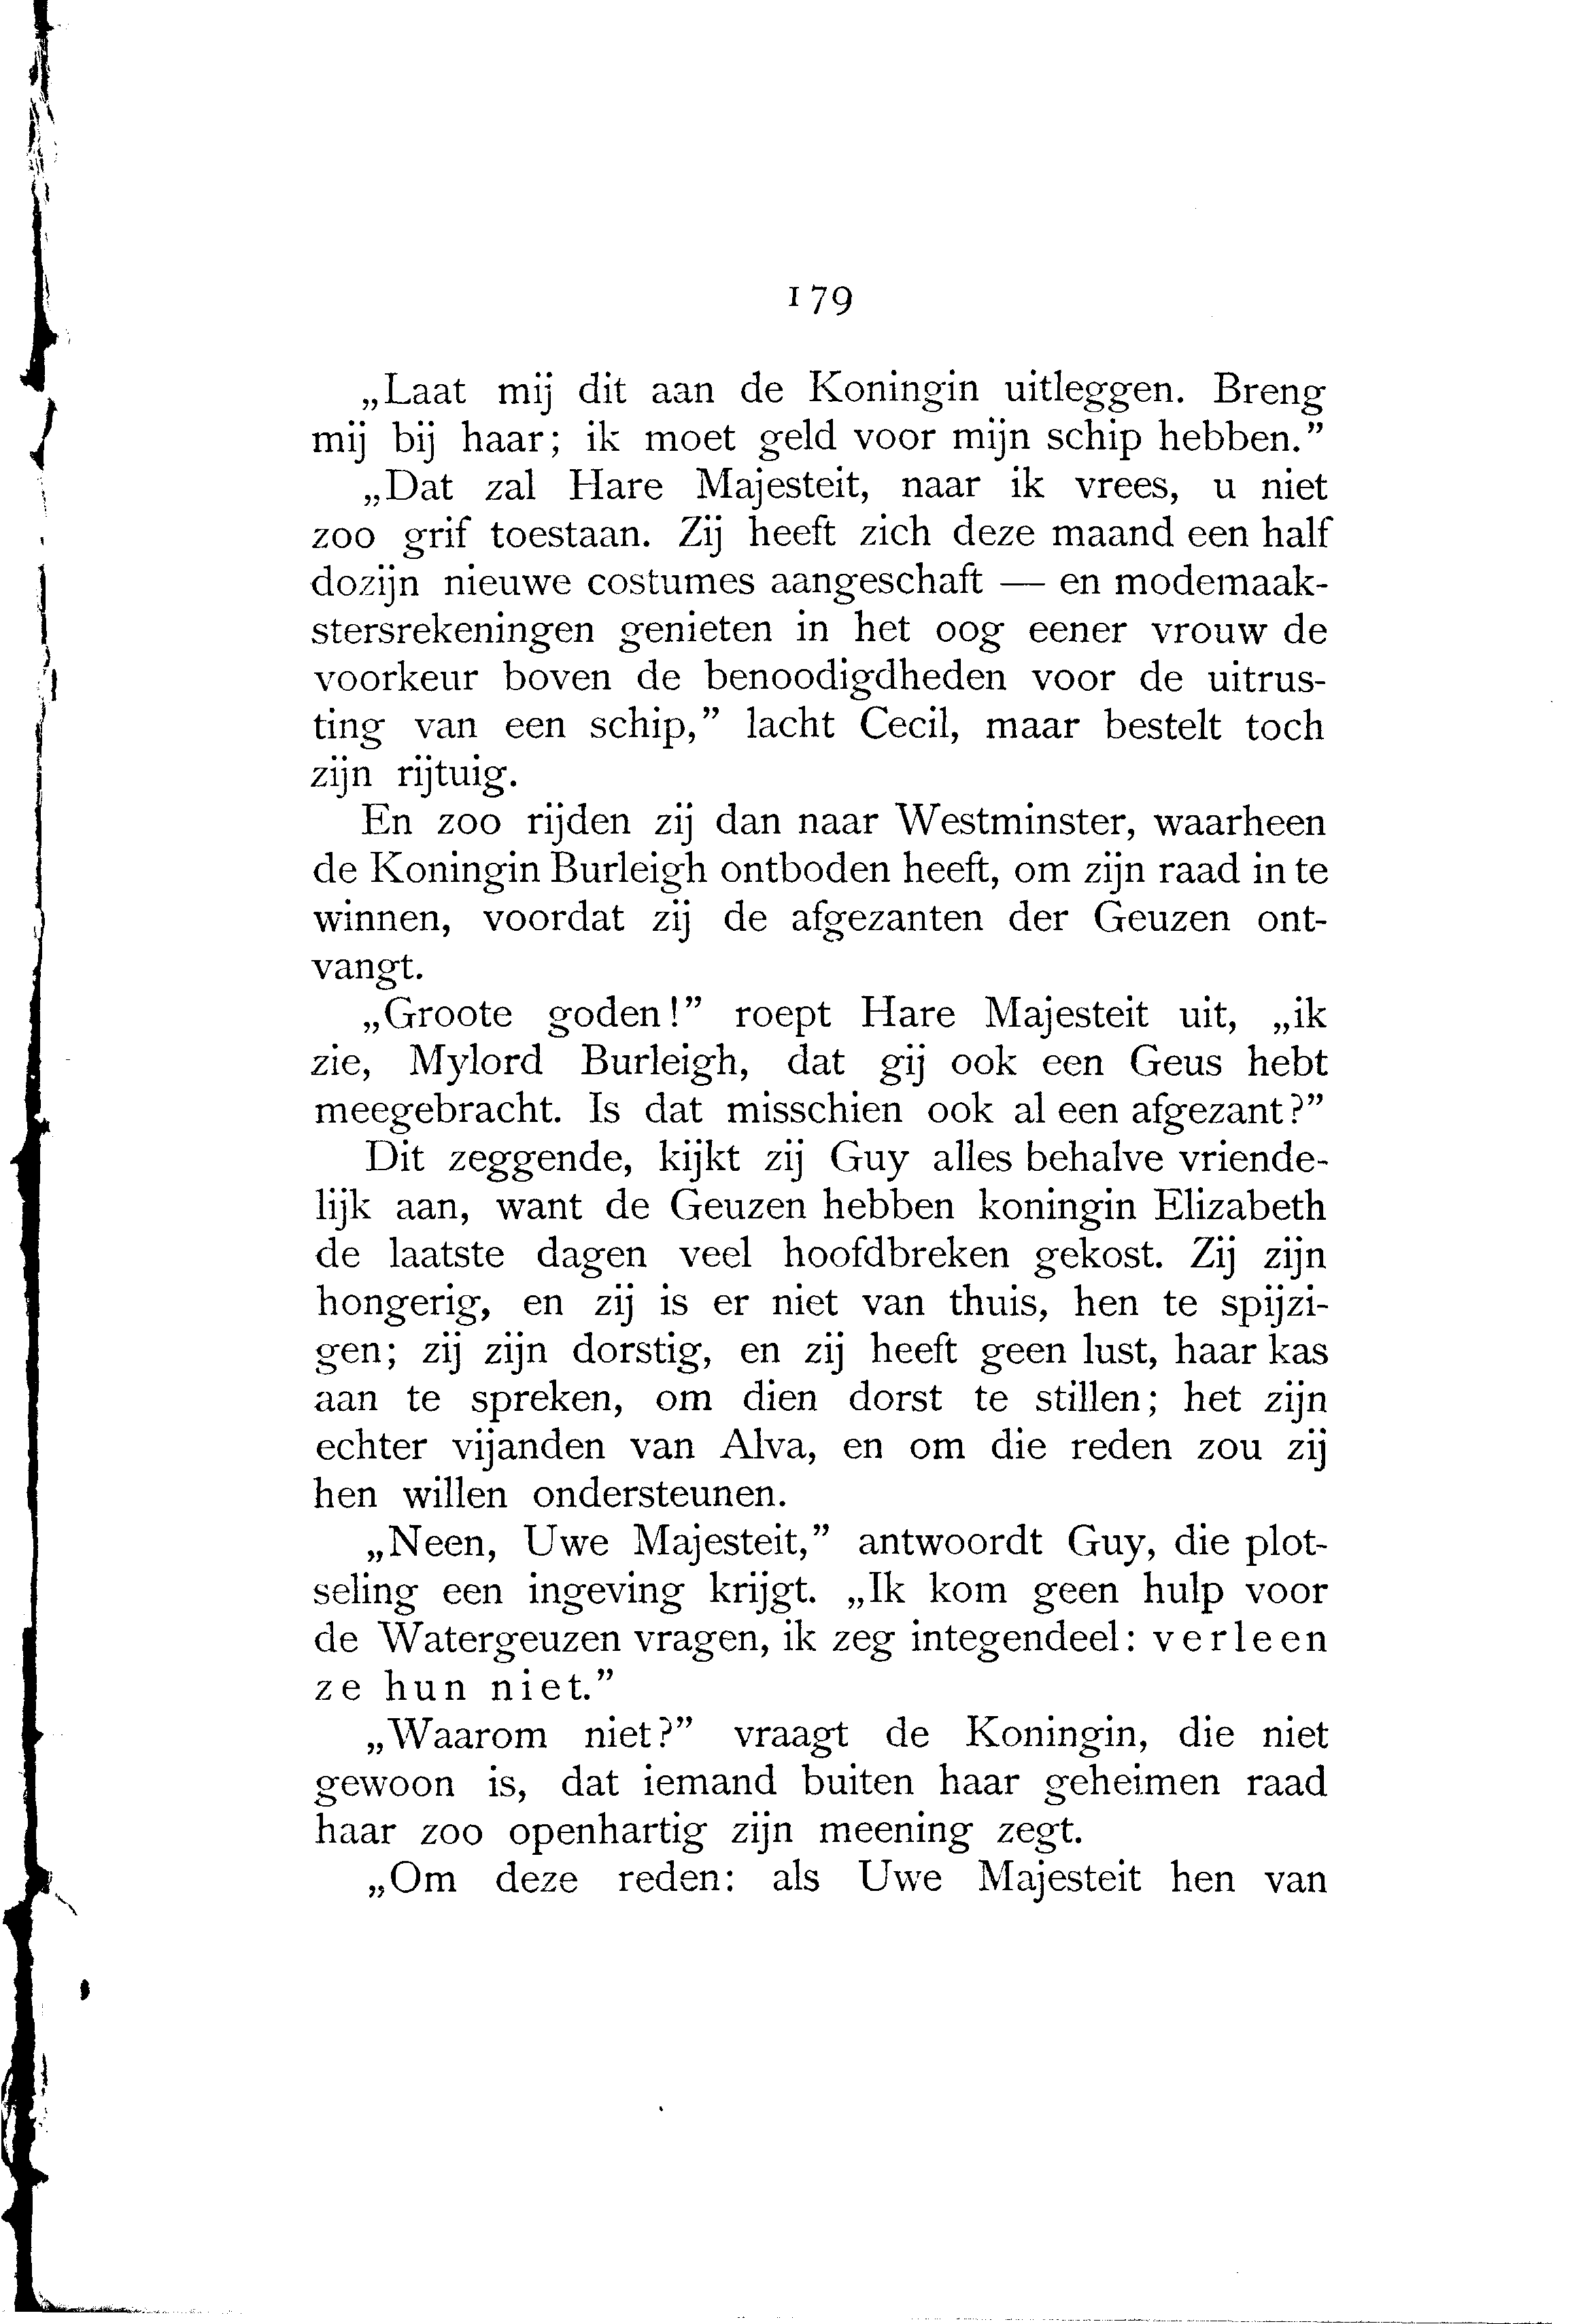 179
„Laat mij dit aan de Koningin uitleggen. Breng
mij bij haar; ik moet geld voor mijn schip hebben.”
„Dat zal Hare Majesteit, naar ik vrees, u niet
zoo grif toestaan. Zij heeft zich deze maand een half
dozijn nieuwe costumes aangeschaft — en modemaak-
stersrekeningen genieten in het oog eener vrouw de
voorkeur boven de benoodigdheden voor de uitrus-
ting van een schip,” lacht Cecil, maar bestelt toch
zijn rijtuig.
En zoo rijden zij dan naar Westminster, waarheen
de Koningin Burleigh ontboden heeft, om zijn raad in te
winnen, voordat zij de afgezanten der Geuzen ont-
vangt.
„Groote goden!” roept Hare Majesteit uit, „ik
zie, Mylord Burleigh, dat gij ook een Geus hebt
meegebracht. Is dat misschien ook al een afgezant?”
Dit zeggende, kijkt zij Guy alles behalve vriende-
lijk aan, want de Geuzen hebben koningin Elizabeth
de laatste dagen veel hoofdbreken gekost. Zij zijn
hongerig, en zij is er niet van thuis, hen te spijzi-
gen; zij zijn dorstig, en zij heeft geen lust, haar kas
aan te spreken, om dien dorst te stillen; het zijn
echter vijanden van Alva, en om die reden zou zij
hen willen ondersteunen.
„Neen, Uwe Majesteit,” antwoordt Guy, die plot-
seling een ingeving krijgt. „Ik kom geen hulp voor
de Watergeuzen vragen, ik zeg integendeel: verleen
ze hun niet.”
„Waarom niet?” vraagt de Koningin, die niet
gewoon is, dat iemand buiten haar geheimen raad
haar zoo openhartig zijn meening zegt.
„Om deze reden: als Uwe Majesteit hen van